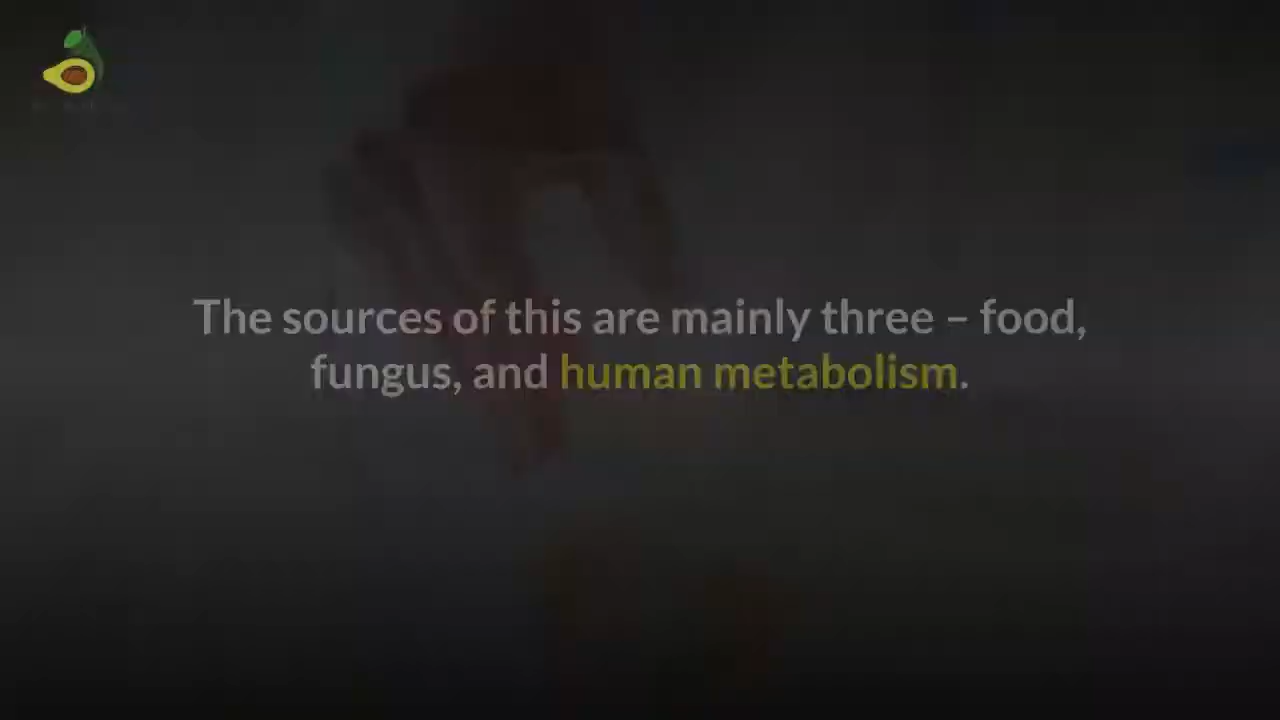 The sources of this are mainly three – food,
fungus, and human metabolism.